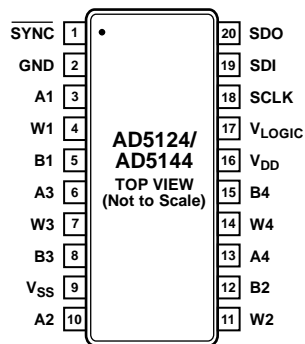 SYNC 1
GND 2
A1 3
W1 4
B1 5
A3 6
W3 7
B3 8
VSS 9
A2 10
AD5124/
AD5144
TOP VIEW
(Not to Scale)
20 SDO
19 SDI
18 SCLK
17 VLOGIC
16 VDD
15 B4
14 W4
13 A4
12 B2
11 W2